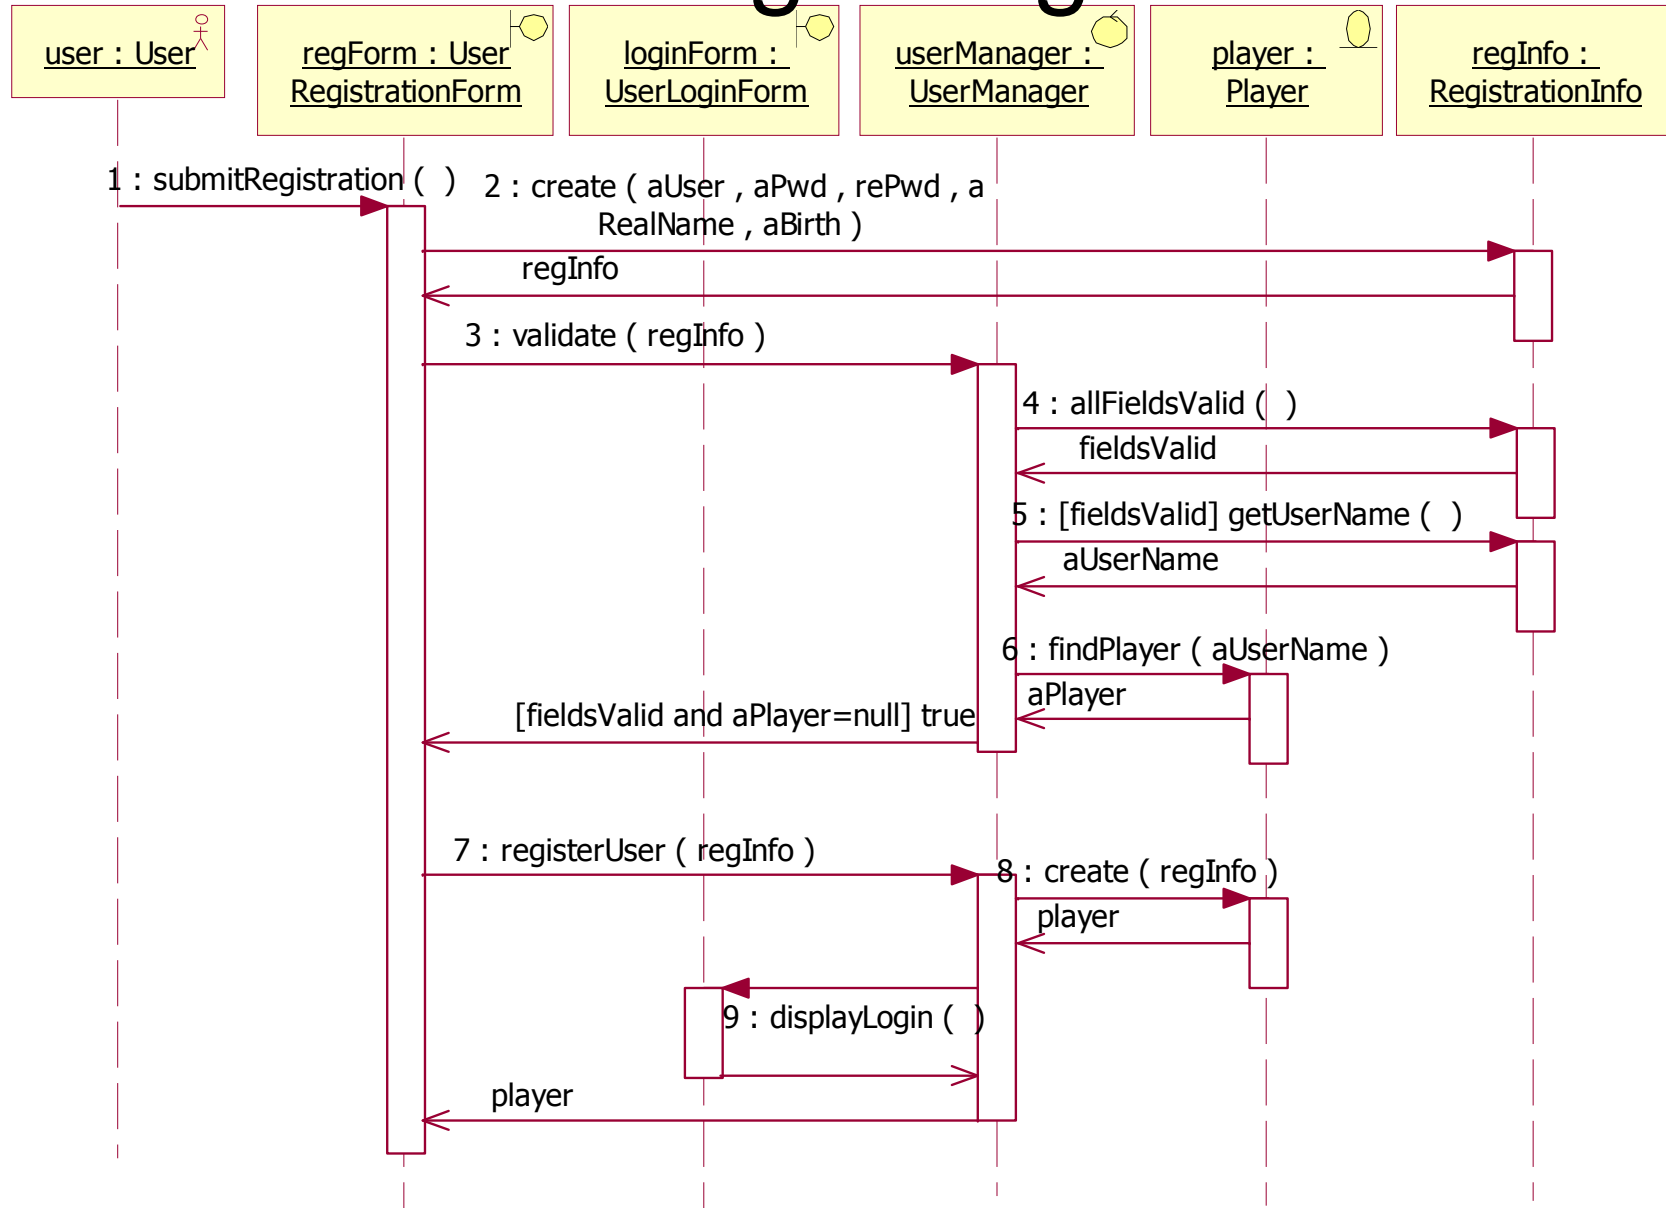 user : User
regForm : User
RegistrationForm
loginForm :
UserLoginForm
userManager :
UserManager
player :
Player
regInfo :
RegistrationInfo
1 : submitRegistration (  )
2 : create ( aUser , aPwd , rePwd , a
RealName , aBirth )
regInfo
3 : validate ( regInfo )
4 : allFieldsValid (  )
fieldsValid
5 : [fieldsValid] getUserName (  )
aUserName
6 : findPlayer ( aUserName )
aPlayer
[fieldsValid and aPlayer=null] true
7 : registerUser ( regInfo )
8 : create ( regInfo )
player
9 : displayLogin (  )
player